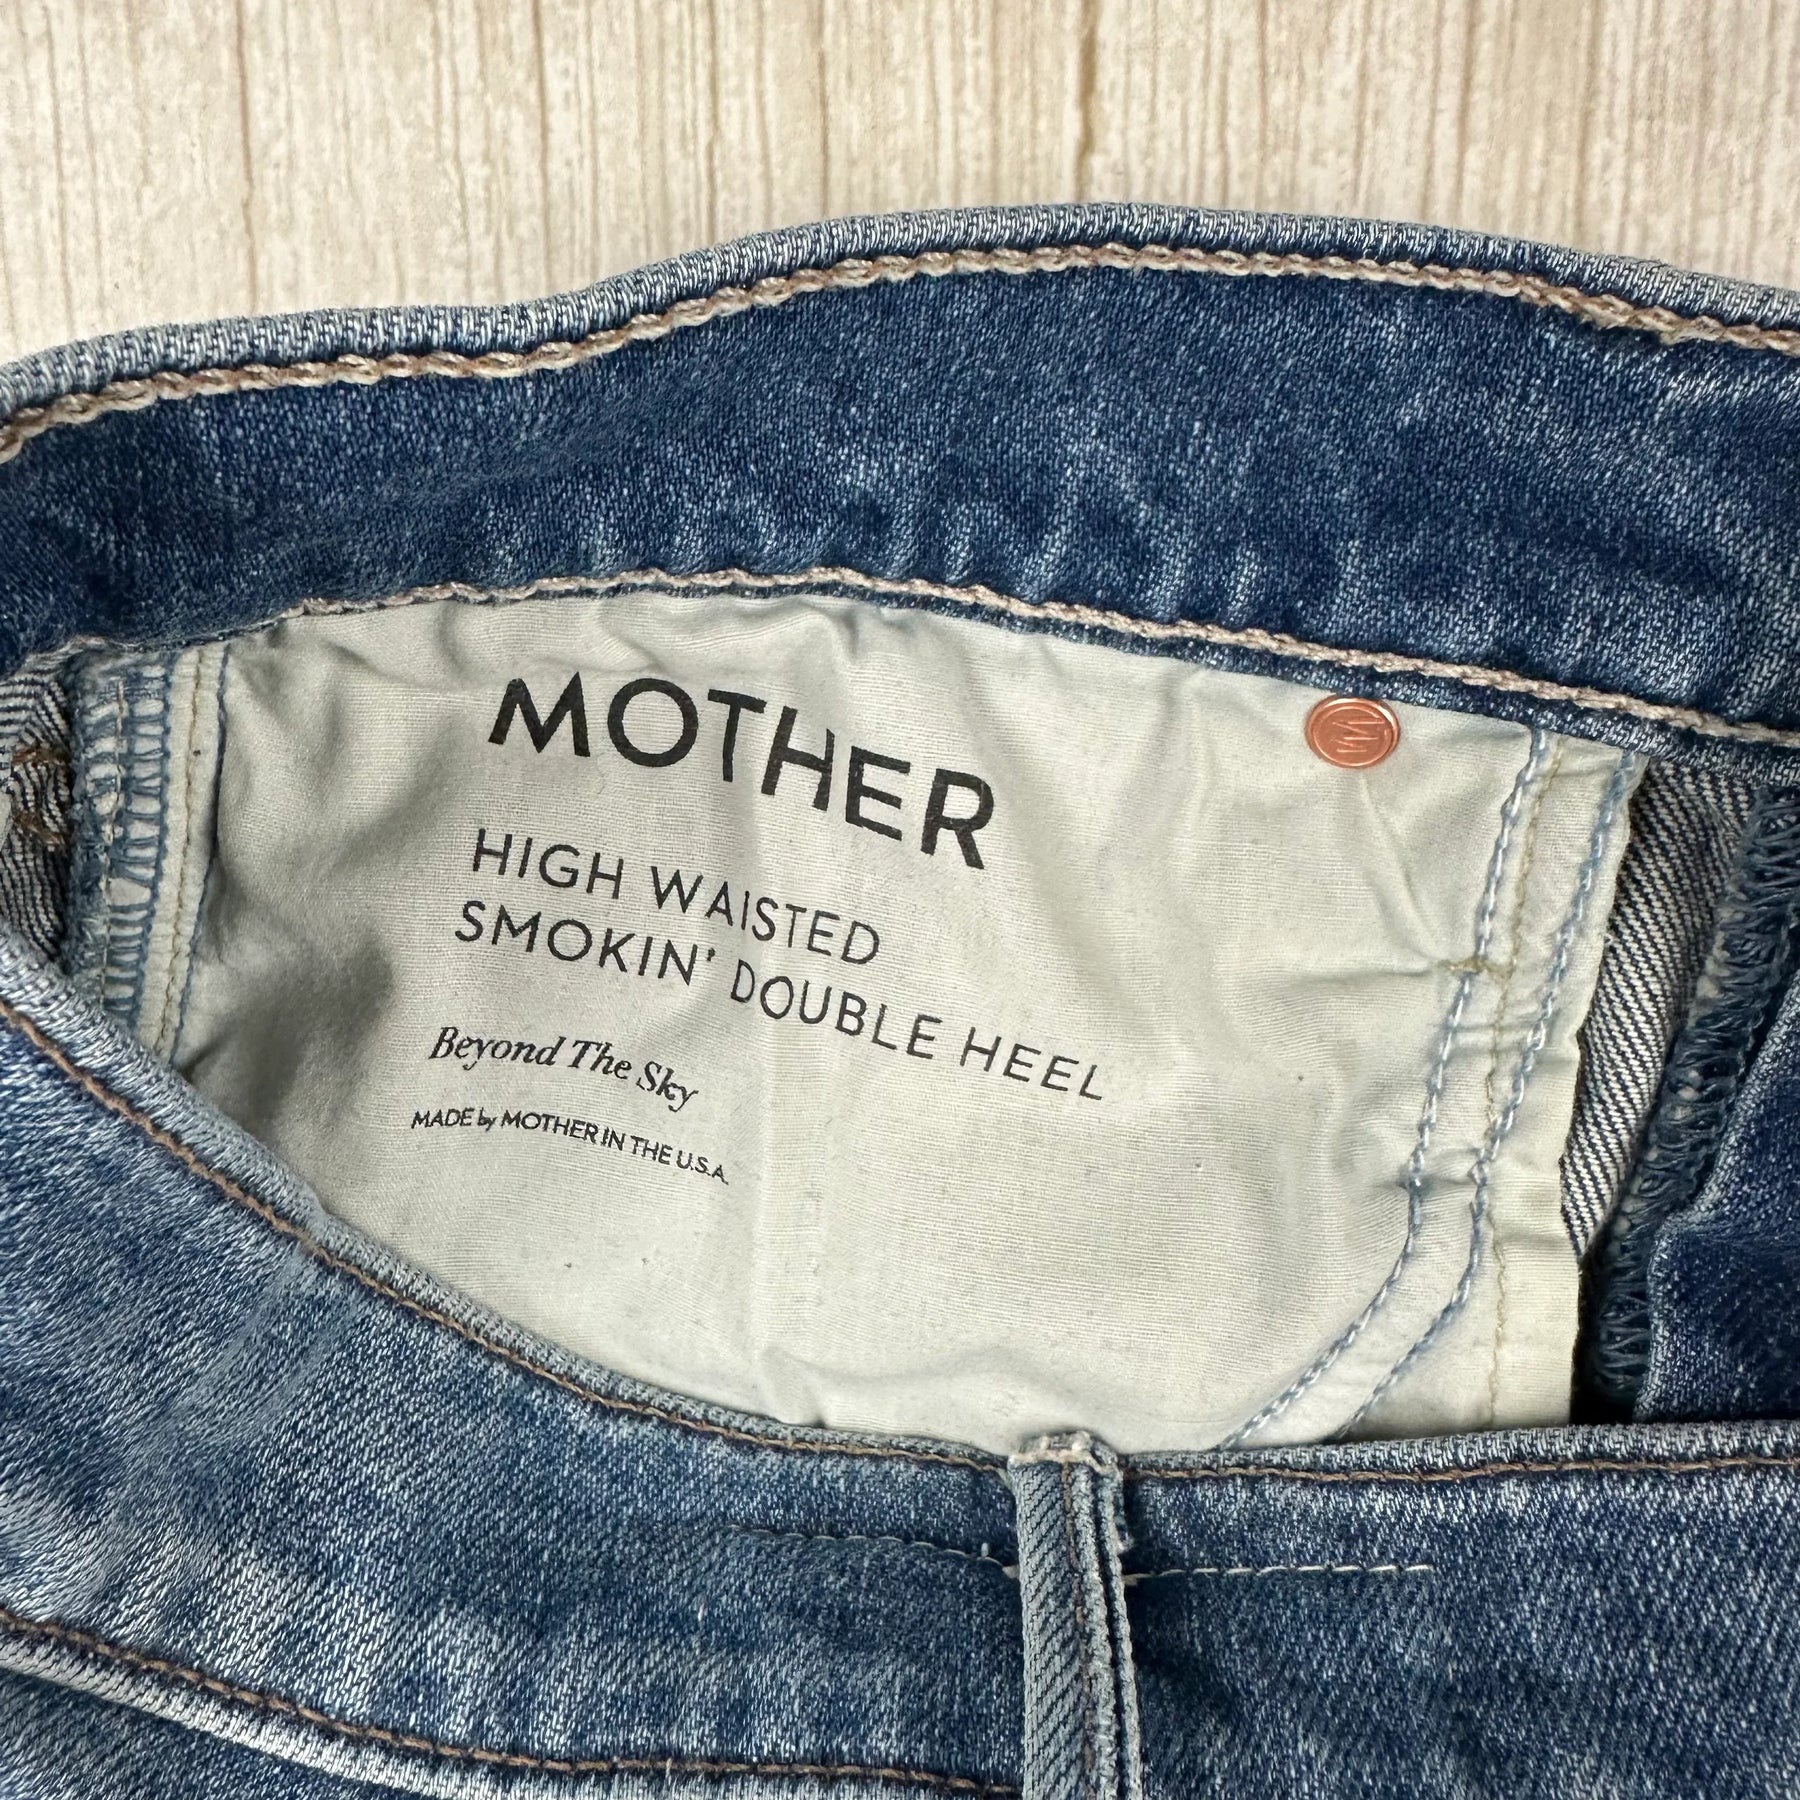 MOTHER
HIGH WAISTED
SMOKIN' DOUBLE HEEL
Beyond The Sky
MADE by MOTHER IN THE U.S.A.
M